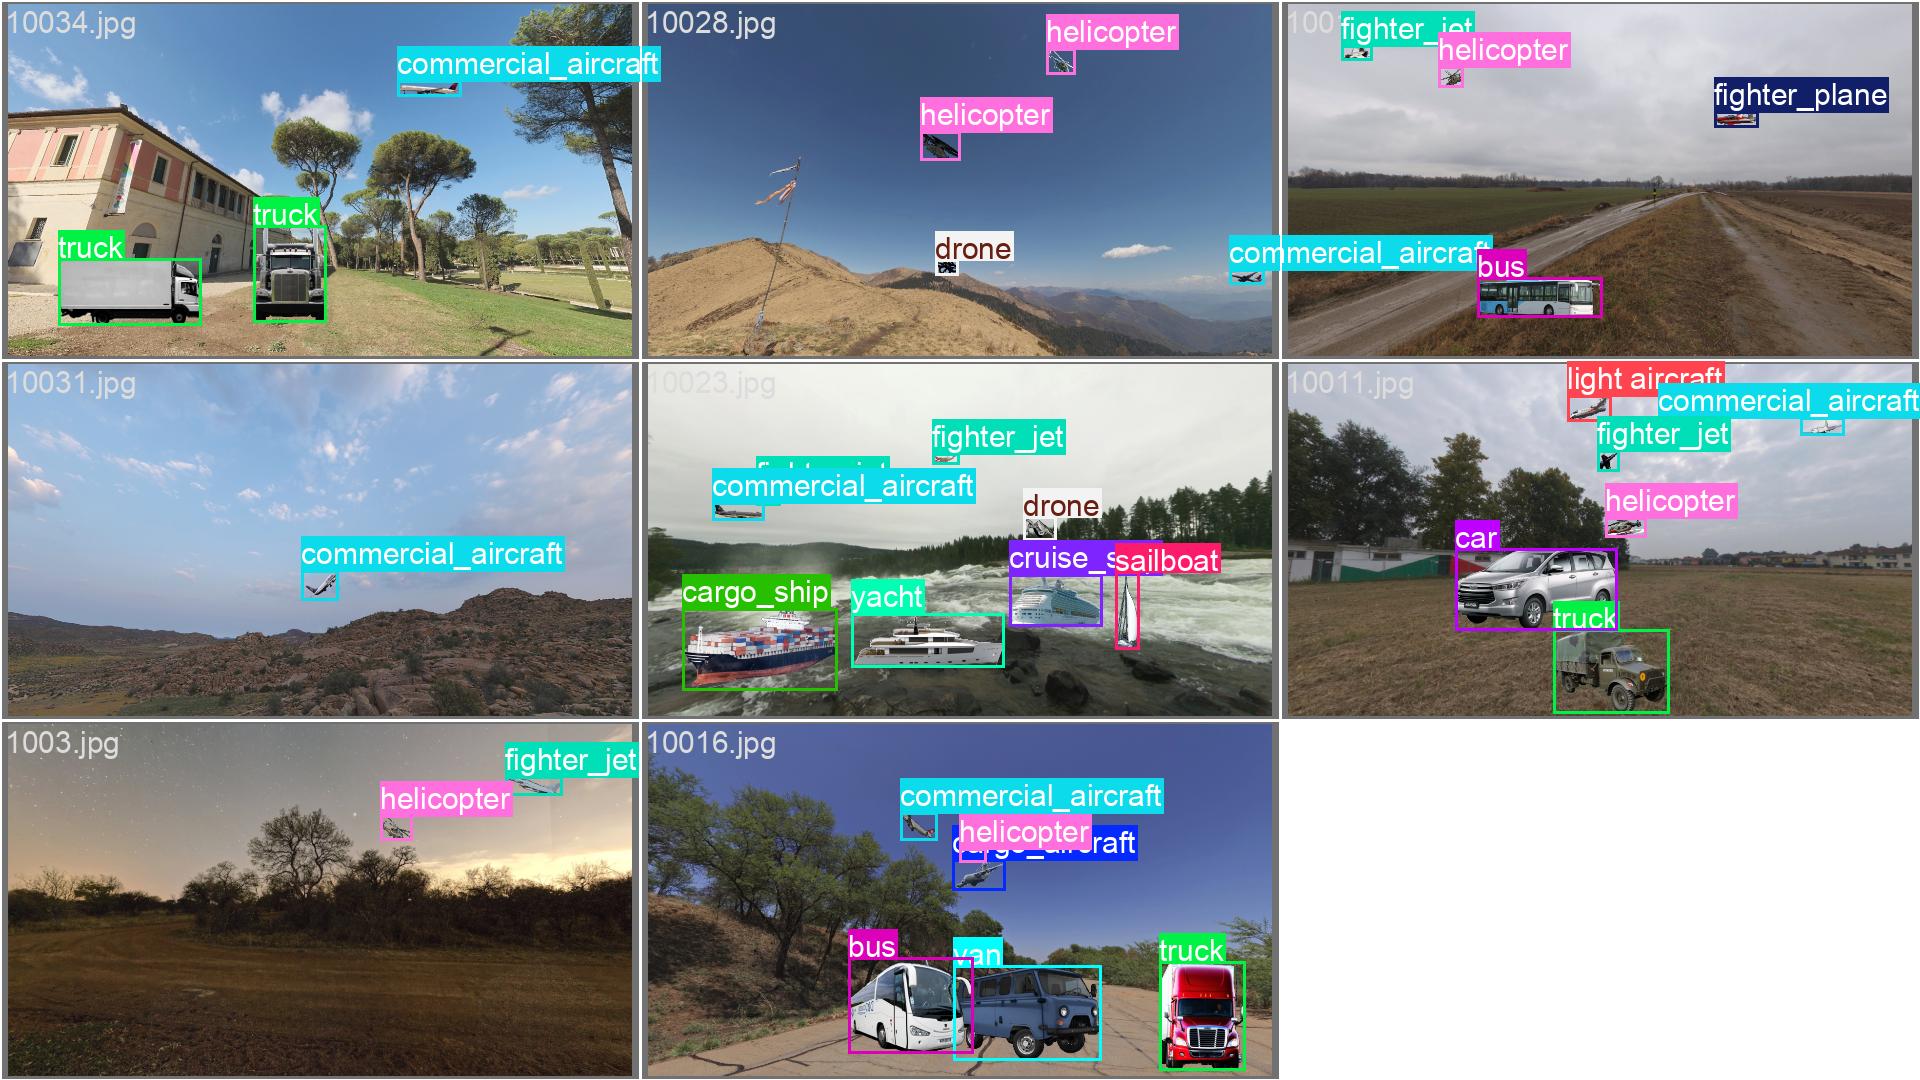 10034.jpg
commercial_aircraft
truck
truck
10028.jpg
helicopter
helicopter
drone
commercial_aircraft
fighter_jet
helicopter
fighter_plane
bus
10031.jpg
commercial_aircraft
10023.jpg
fighter_jet
commercial_aircraft
drone
sailboat
cargo_ship
yacht
10011.jpg
light aircraft
commercial_aircraft
fighter_jet
helicopter
car
truck
1003.jpg
fighter_jet
helicopter
10016.jpg
commercial_aircraft
helicopter
bus
van
truck